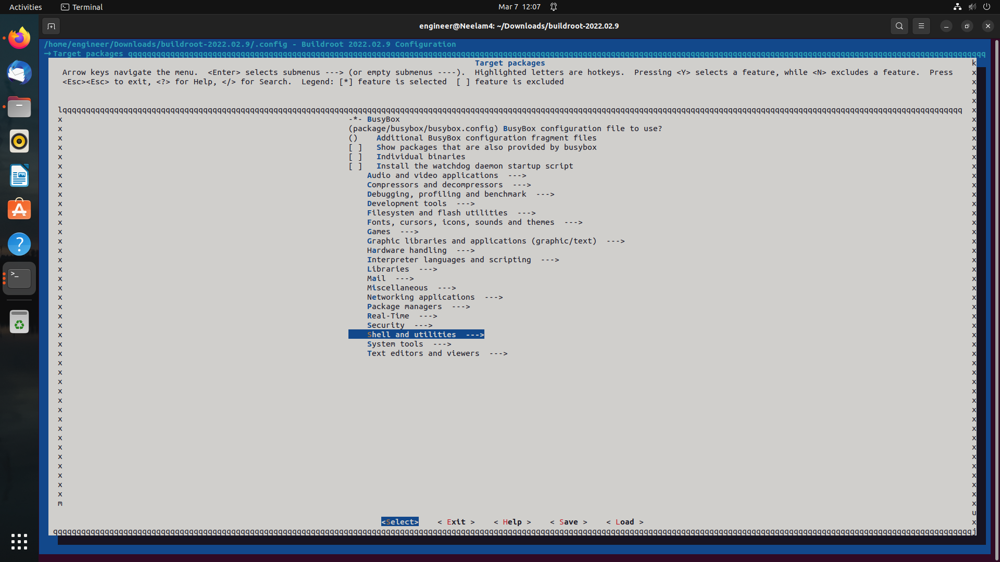 Activities Terminal Mar 7 12:07
engineer@Neelam4: ~/Downloads/buildroot-2022.02.9
/home/engineer/Downloads/buildroot-2022.02.9/.config - Buildroot 2022.02.9 Configuration
→ Target packages
Target packages
Arrow keys navigate the menu. <Enter> selects submenus ---> (or empty submenus ----). Highlighted letters are hotkeys. Pressing <Y> selects a feature, while <N> excludes a feature. Press
<Esc><Esc> to exit, <?> for Help, </> for Search. Legend: [*] feature is selected [ ] feature is excluded
-*- BusyBox
(package/busybox/busybox.config) BusyBox configuration file to use?
() Additional BusyBox configuration fragment files
[ ] Show packages that are also provided by busybox
[ ] Individual binaries
[ ] Install the watchdog daemon startup script
Audio and video applications --->
Compressors and decompressors --->
Debugging, profiling and benchmark --->
Development tools --->
Filesystem and flash utilities --->
Fonts, cursors, icons, sounds and themes --->
Games --->
Graphic libraries and applications (graphic/text) --->
Hardware handling --->
Interpreter languages and scripting --->
Libraries --->
Mail --->
Miscellaneous --->
Networking applications --->
Package managers --->
Real-Time --->
Security --->
Shell and utilities --->
System tools --->
Text editors and viewers --->
<Select> < Exit > < Help > < Save > < Load >